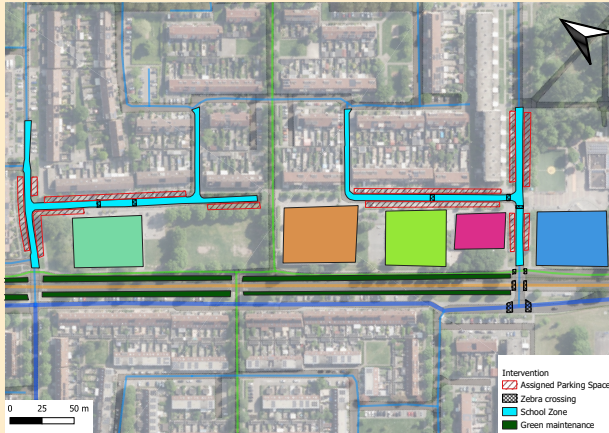 Intervention
Assigned Parking Space
Zebra crossing
School Zone
Green maintenance
0 25 50 m